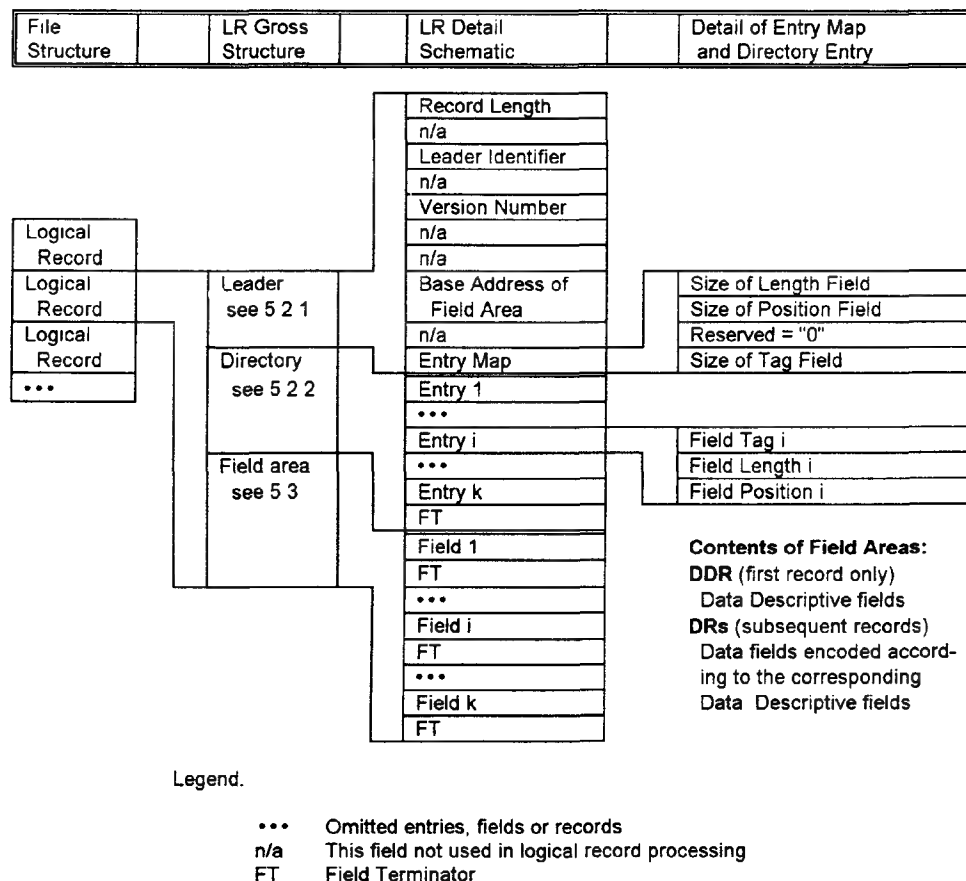 File Structure
LR Gross Structure
LR Detail Schematic
Detail of Entry Map and Directory Entry
Logical Record
Logical Record
Logical Record
•••
Leader see 5 2 1
Directory see 5 2 2
Field area see 5 3
Record Length
n/a
Leader Identifier
n/a
Version Number
n/a
n/a
Base Address of Field Area
n/a
Entry Map
Entry 1
•••
Entry i
•••
Entry k
FT
Field 1
FT
•••
Field i
FT
•••
Field k
FT
Size of Length Field
Size of Position Field
Reserved = "0"
Size of Tag Field
Field Tag i
Field Length i
Field Position i
Contents of Field Areas:
DDR (first record only)
Data Descriptive fields
DRs (subsequent records)
Data fields encoded accord-
ing to the corresponding
Data Descriptive fields
Legend.
••• Omitted entries, fields or records
n/a This field not used in logical record processing
FT Field Terminator